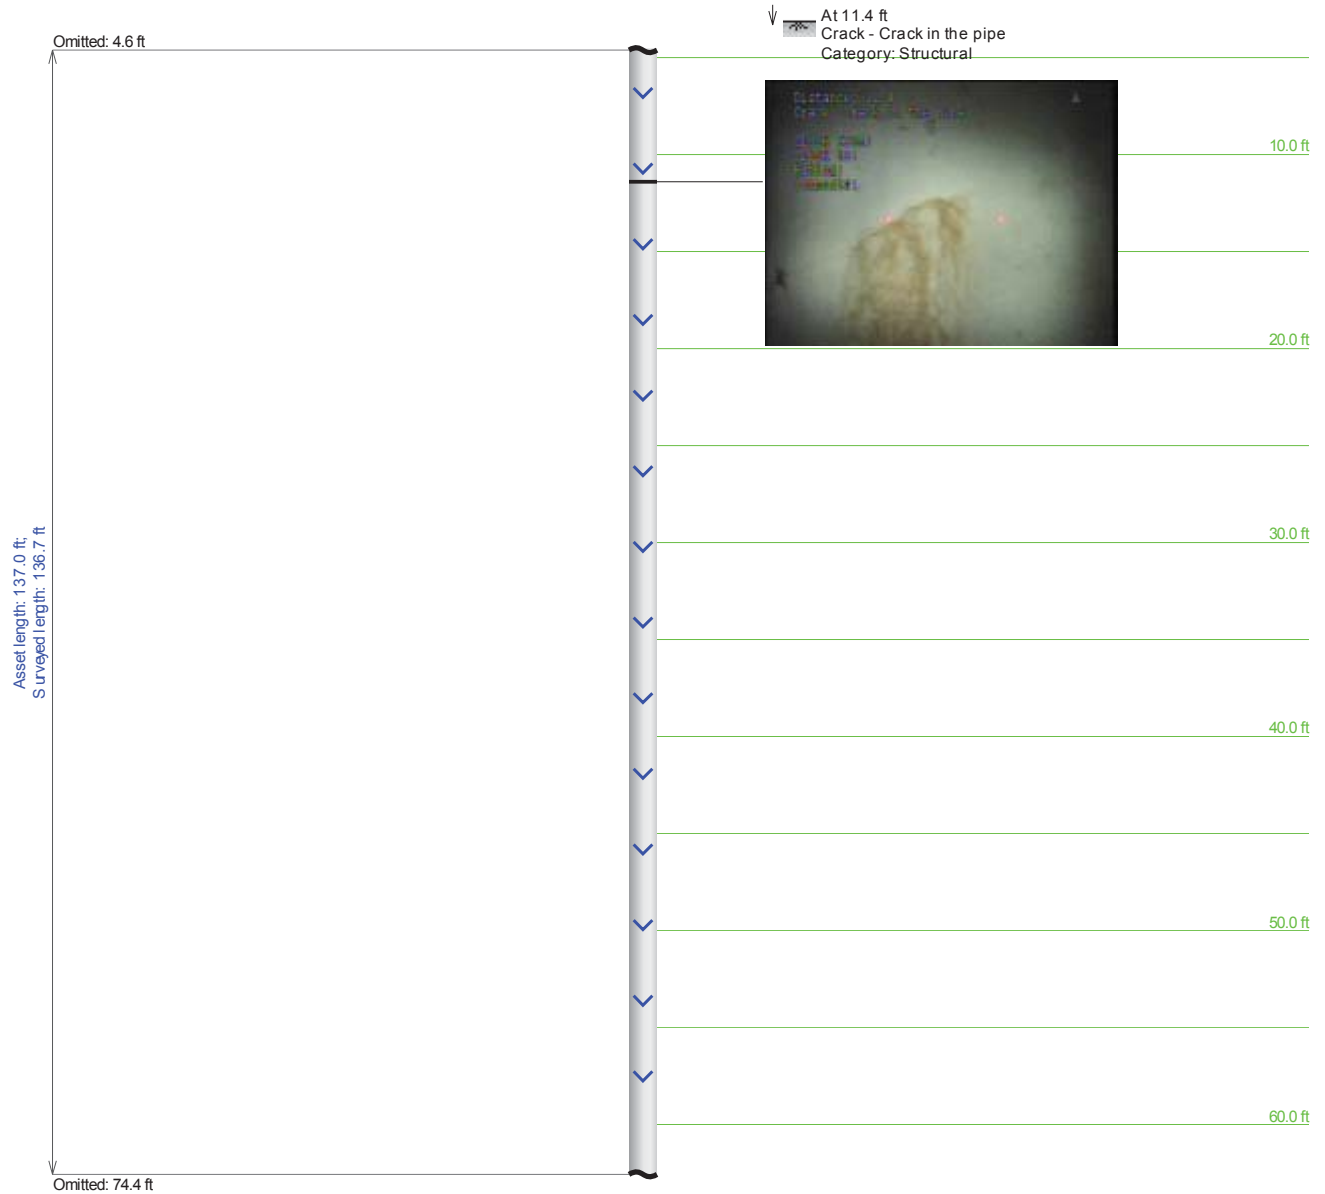 At 11.4 ft
Crack - Crack in the pipe
Category: Structural
Omitted: 4.6 ft
10.0 ft
20.0 ft
30.0 ft
40.0 ft
50.0 ft
60.0 ft
Asset length: 137.0 ft;
Surveyed length: 136.7 ft
Omitted: 74.4 ft